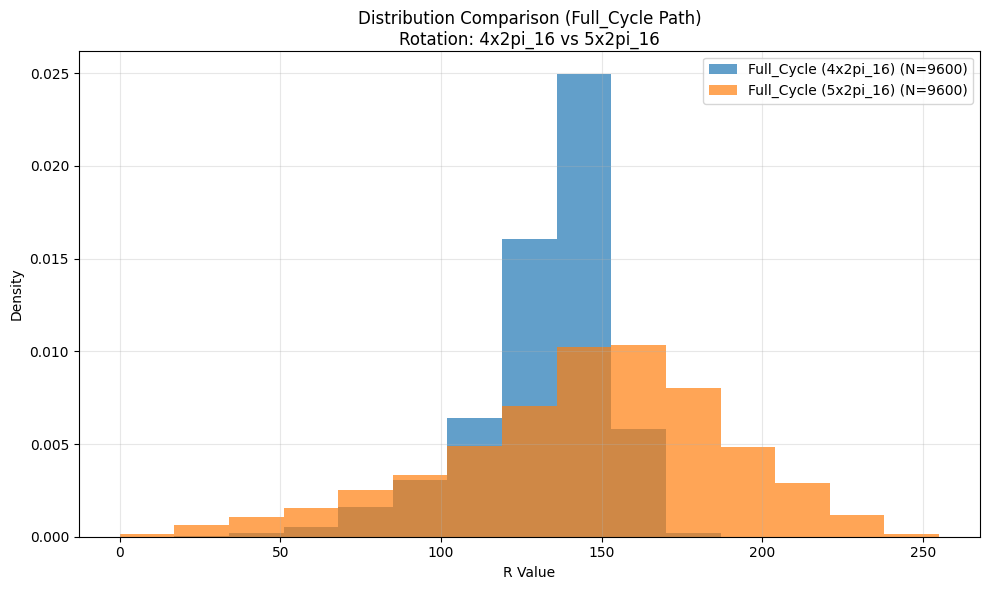 Distribution Comparison (Full_Cycle Path)
Rotation: 4x2pi_16 vs 5x2pi_16
Full_Cycle (4x2pi_16) (N=9600)
Full_Cycle (5x2pi_16) (N=9600)
Density
0.025
0.020
0.015
0.010
0.005
0.000
0 50 100 150 200 250
R Value